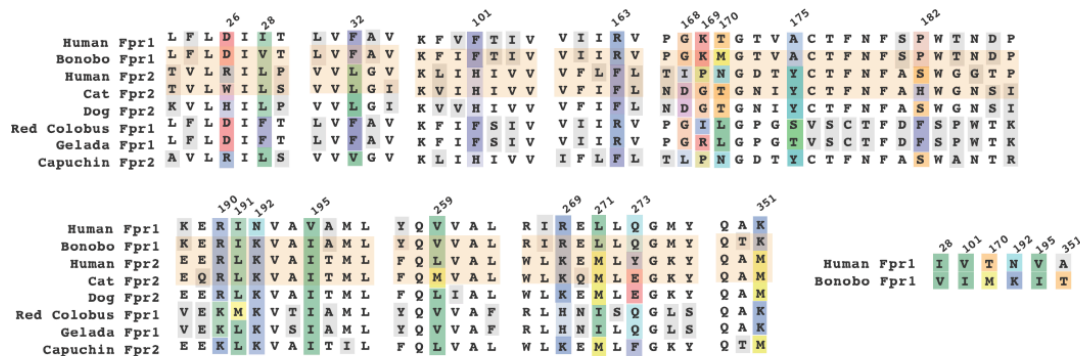 26 28 32 101 163 168 169 170 175 182
Human Fpr1 L F L D I I T L V F A V K F V F T I V V I I R V P G K T G T V A C T F N F S P W T N D P
Bonobo Fpr1 L F L D I V T L V F A V K F I F T I V V I I R V P G K M G T V A C T F N F S P W T N D P
Human Fpr2 T V L R I L P V V L G V K L I H I V V V F L F L T I P N G D T Y C T F N F A S W G G T P
Cat Fpr2 T V L W I L S V V L G I K V I H I V V V F I F L N D G T G N I Y C T F N F A H W G N S I
Dog Fpr2 K V L H I L P V V L G I K V V H I V V V F I F L N D G T G N I Y C T F N F A S W G N S I
Red Colobus Fpr1 L F L D I F T L V F A V K F I F S I V V I I R V P G I L G P G S V S C T F D F S P W T K
Gelada Fpr1 L F L D I F T L V F A V K F I F S I V V I I R V P G R L G P G S V S C T F D F S P W T K
Capuchin Fpr2 A V L R I L S V V V G V K L I H I V V I F L F L T L P N G D T Y C T F N F A S W A N T R
190 191 192 195 259 269 271 273 351
Human Fpr1 K E R I N V A V A M L Y Q V V A L R I R E L L Q G M Y Q A K
Bonobo Fpr1 K E R I K V A I A M L Y Q V V A L R I R E L L Q G M Y Q T K
Human Fpr2 E E R L K V A I T M L F Q L V A L W L K E M L Y G K Y Q A M
Cat Fpr2 E Q R L K V A I T M L F Q M V A L W L K Q M L E G K Y Q A M
Dog Fpr2 E E R L K V A I T M L F Q L I A L W L K E M L E G K Y Q A M
Red Colobus Fpr1 V E K M K V A I A M L Y Q V V A F R L H N I L Q G L S Q A K
Gelada Fpr1 V E K L K V S I A M L Y Q V V A F R L H N I S Q G L S Q A K
Capuchin Fpr2 E E K L K V A I T I L F Q L V A L W L K E M L F G K Y Q T M
28 101 170 192 195 351
Human Fpr1 I V T N V A
Bonobo Fpr1 V I M K I T